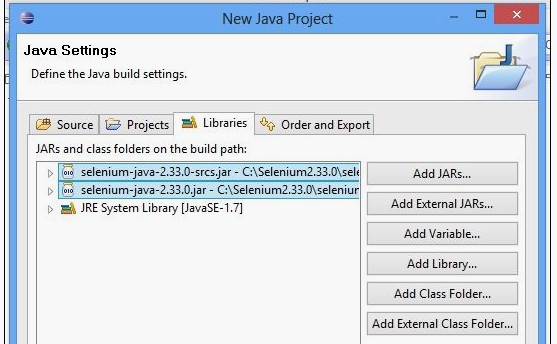 New Java Project
Java Settings
Define the Java build settings.
Source Projects Libraries Order and Export
JARs and class folders on the build path:
selenium-java-2.33.0-srcs.jar - C:\Selenium2.33.0\sele
selenium-java-2.33.0.jar - C:\Selenium2.33.0\selenium
JRE System Library [JavaSE-1.7]
Add JARs...
Add External JARs...
Add Variable...
Add Library...
Add Class Folder...
Add External Class Folder...